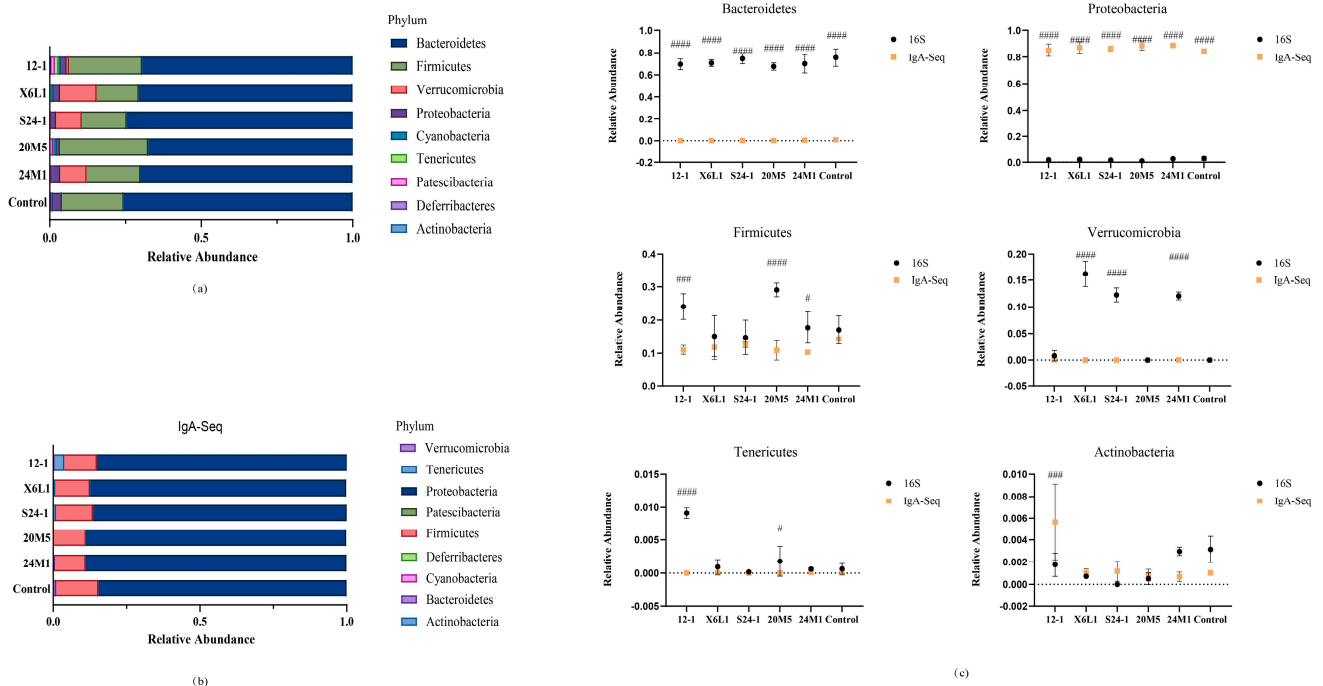 Phylum
Bacteroidetes
Firmicutes
Verrucomicrobia
Proteobacteria
Cyanobacteria
Tenericutes
Patescibacteria
Deferribacteres
Actinobacteria
12-1
X6L1
S24-1
20M5
24M1
Control
0.0 0.5 1.0
Relative Abundance
(a)
IgA-Seq
Phylum
Verrucomicrobia
Tenericutes
Proteobacteria
Patescibacteria
Firmicutes
Deferribacteres
Cyanobacteria
Bacteroidetes
Actinobacteria
12-1
X6L1
S24-1
20M5
24M1
Control
0.0 0.5 1.0
Relative Abundance
(b)
Bacteroidetes
Relative Abundance
1.0
0.8
0.6
0.4
0.2
0.0
-0.2
#### #### #### #### #### ####
12-1 X6L1 S24-1 20M5 24M1 Control
16S
IgA-Seq
Proteobacteria
Relative Abundance
1.0
0.8
0.6
0.4
0.2
0.0
#### #### #### #### #### ####
12-1 X6L1 S24-1 20M5 24M1 Control
16S
IgA-Seq
Firmicutes
Relative Abundance
0.4
0.3
0.2
0.1
0.0
### #### #
12-1 X6L1 S24-1 20M5 24M1 Control
16S
IgA-Seq
Verrucomicrobia
Relative Abundance
0.20
0.15
0.10
0.05
0.00
-0.05
#### #### ####
12-1 X6L1 S24-1 20M5 24M1 Control
16S
IgA-Seq
Tenericutes
Relative Abundance
0.015
0.010
0.005
0.000
-0.005
#### #
12-1 X6L1 S24-1 20M5 24M1 Control
16S
IgA-Seq
Actinobacteria
Relative Abundance
0.010
0.008
0.006
0.004
0.002
0.000
-0.002
###
12-1 X6L1 S24-1 20M5 24M1 Control
16S
IgA-Seq
(c)